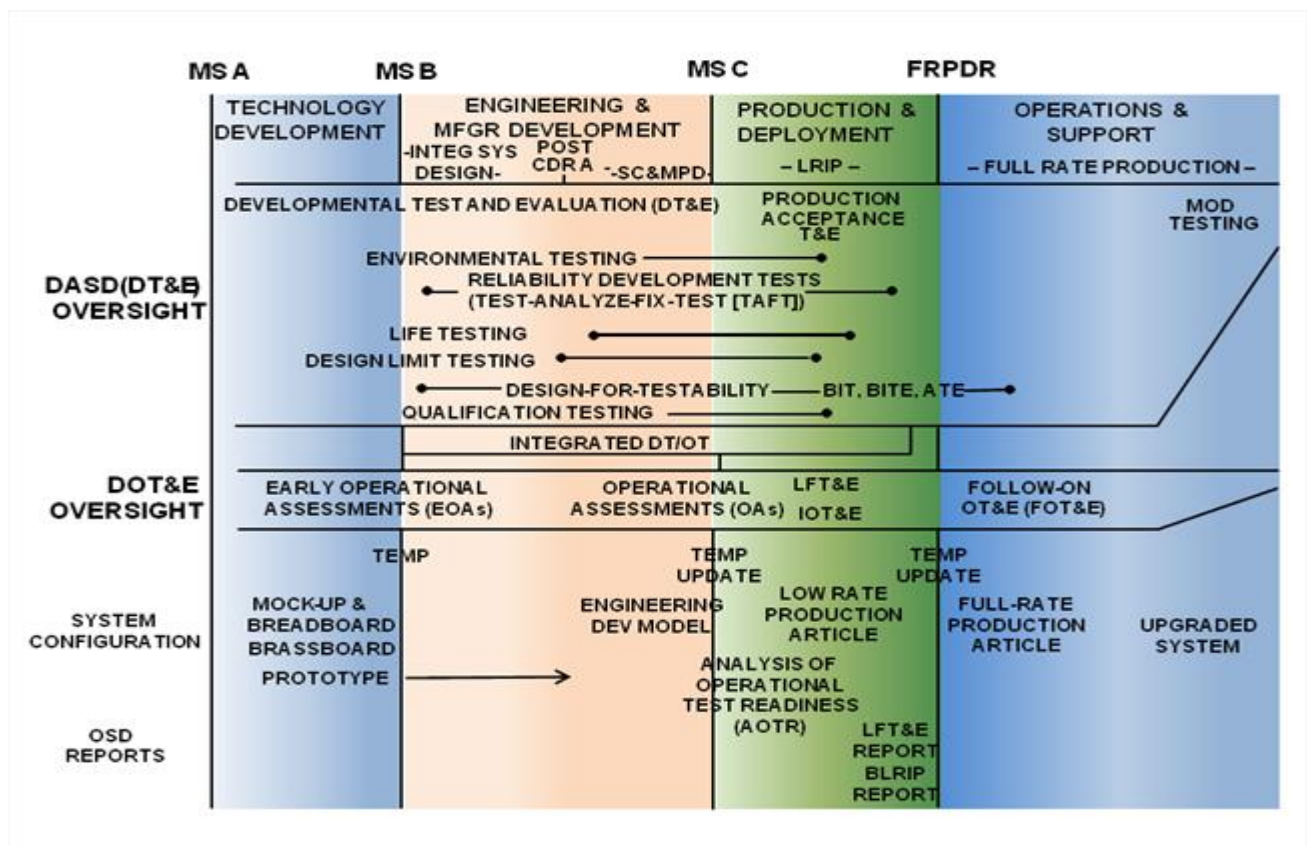 MS A
MS B
MS C
FRPDR
TECHNOLOGY
DEVELOPMENT
ENGINEERING &
MFGR DEVELOPMENT
-INTEG SYS
DESIGN-
POST
CDRA
-SC&MPD-
PRODUCTION &
DEPLOYMENT
– LRIP –
OPERATIONS &
SUPPORT
– FULL RATE PRODUCTION –
DASD(DT&E)
OVERSIGHT
DEVELOPMENTAL TEST AND EVALUATION (DT&E)
PRODUCTION
ACCEPTANCE
T&E
MOD
TESTING
ENVIRONMENTAL TESTING
RELIABILITY DEVELOPMENT TESTS
(TEST-ANALYZE-FIX-TEST [TAFT])
LIFE TESTING
DESIGN LIMIT TESTING
DESIGN-FOR-TESTABILITY
BIT, BITE, ATE
QUALIFICATION TESTING
INTEGRATED DT/OT
DOT&E
OVERSIGHT
EARLY OPERATIONAL
ASSESSMENTS (EOAs)
OPERATIONAL
ASSESSMENTS (OAs)
LFT&E
IOT&E
FOLLOW-ON
OT&E (FOT&E)
TEMP
TEMP
UPDATE
TEMP
UPDATE
SYSTEM
CONFIGURATION
MOCK-UP &
BREADBOARD
BRASSBOARD
PROTOTYPE
ENGINEERING
DEV MODEL
LOW RATE
PRODUCTION
ARTICLE
FULL-RATE
PRODUCTION
ARTICLE
UPGRADED
SYSTEM
OSD
REPORTS
ANALYSIS OF
OPERATIONAL
TEST READINESS
(AOTR)
LFT&E
REPORT
BLRIP
REPORT